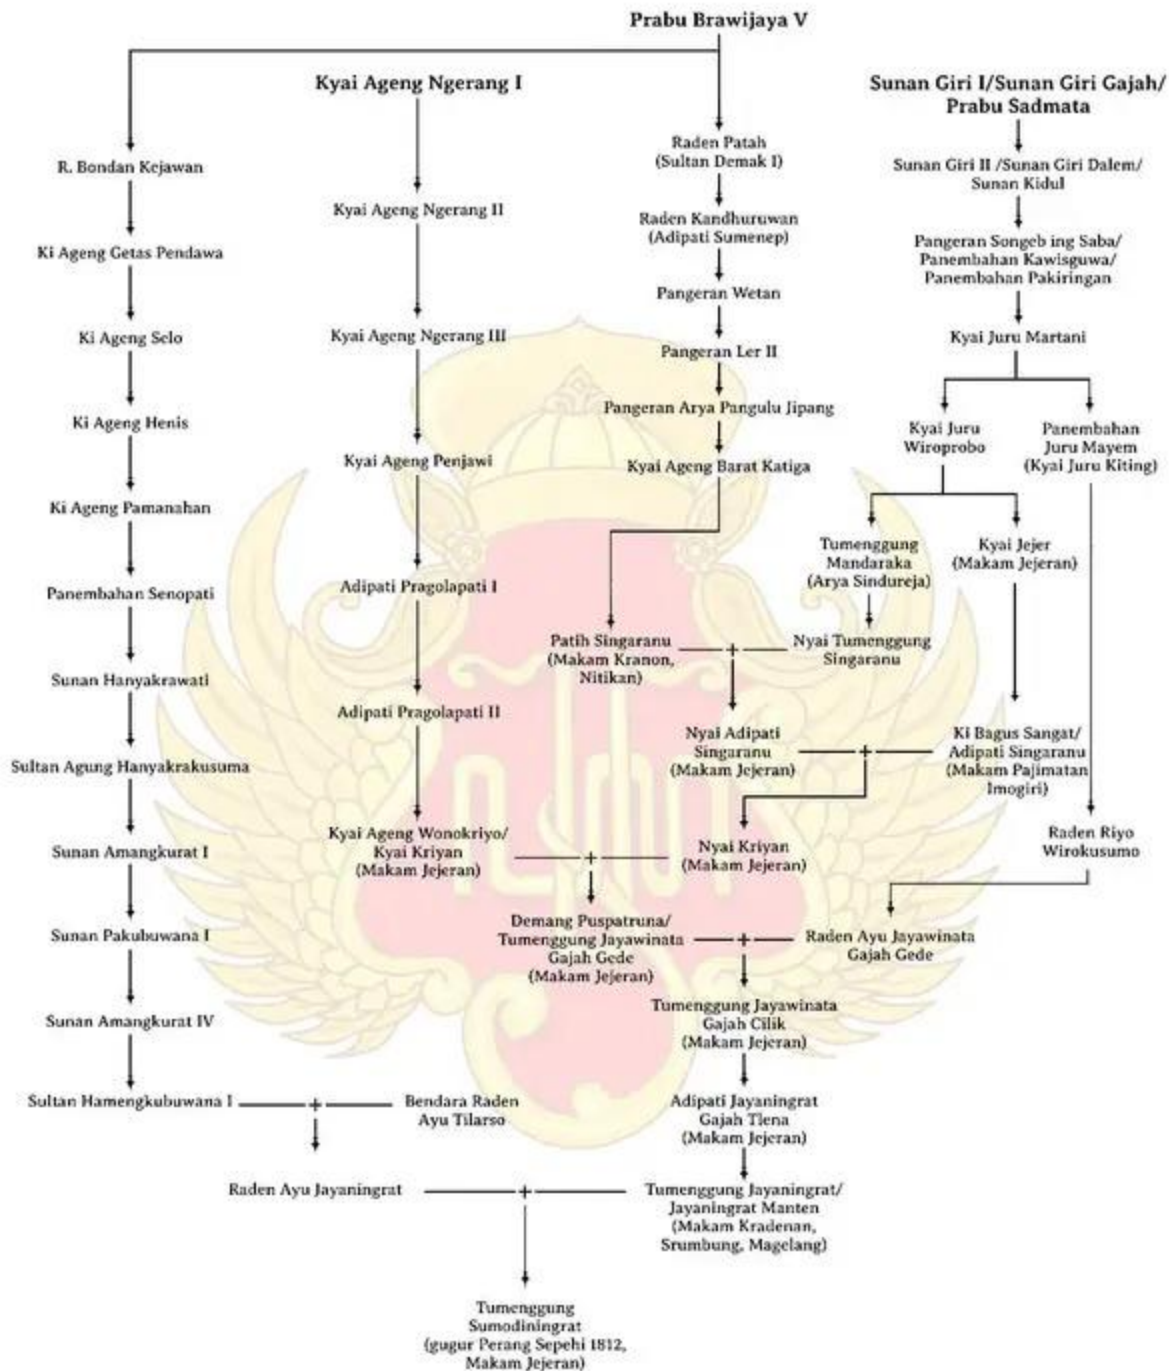 Prabu Brawijaya V
Kyai Ageng Ngerang I
Sunan Giri I/Sunan Giri Gajah/
Prabu Sadmata
R. Bondan Kejawan
Ki Ageng Getas Pendawa
Ki Ageng Selo
Ki Ageng Henis
Ki Ageng Pamanahan
Panembahan Senopati
Sunan Hanyakrawati
Sultan Agung Hanyakrakusuma
Sunan Amangkurat I
Sunan Pakubuwana I
Sunan Amangkurat IV
Sultan Hamengkubuwana I
+
Bendara Raden
Ayu Tilarso
Kyai Ageng Ngerang II
Kyai Ageng Ngerang III
Kyai Ageng Penjawi
Adipati Pragolapati I
Adipati Pragolapati II
Kyai Ageng Wonokriyo/
Kyai Kriyan
(Makam Jejeran)
Raden Patah
(Sultan Demak I)
Raden Kandhuruwan
(Adipati Sumenep)
Pangeran Wetan
Pangeran Ler II
Pangeran Arya Pangulu Jipang
Kyai Ageng Barat Katiga
Patih Singaranu
(Makam Kranon,
Nitikan)
+
Sunan Giri II /Sunan Giri Dalem/
Sunan Kidul
Pangeran Songeb ing Saba/
Panembahan Kawisguwa/
Panembahan Pakiringan
Kyai Juru Martani
Kyai Juru
Wiroprobo
Panembahan
Juru Mayem
(Kyai Juru Kiting)
Tumenggung
Mandaraka
(Arya Sindureja)
Kyai Jejer
(Makam Jejeran)
Nyai Tumenggung
Singaranu
Nyai Adipati
Singaranu
(Makam Jejeran)
+
Ki Bagus Sangat/
Adipati Singaranu
(Makam Pajimatan
Imogiri)
+
Nyai Kriyan
(Makam Jejeran)
Raden Riyo
Wirokusumo
Demang Puspatruna/
Tumenggung Jayawinata
Gajah Gede
(Makam Jejeran)
+
Raden Ayu Jayawinata
Gajah Gede
Tumenggung Jayawinata
Gajah Cilik
(Makam Jejeran)
Adipati Jayaningrat
Gajah Tlena
(Makam Jejeran)
Raden Ayu Jayaningrat
+
Tumenggung Jayaningrat/
Jayaningrat Manten
(Makam Kradenan,
Srumbung, Magelang)
Tumenggung
Sumodiningrat
(gugur Perang Sepehi 1812,
Makam Jejeran)